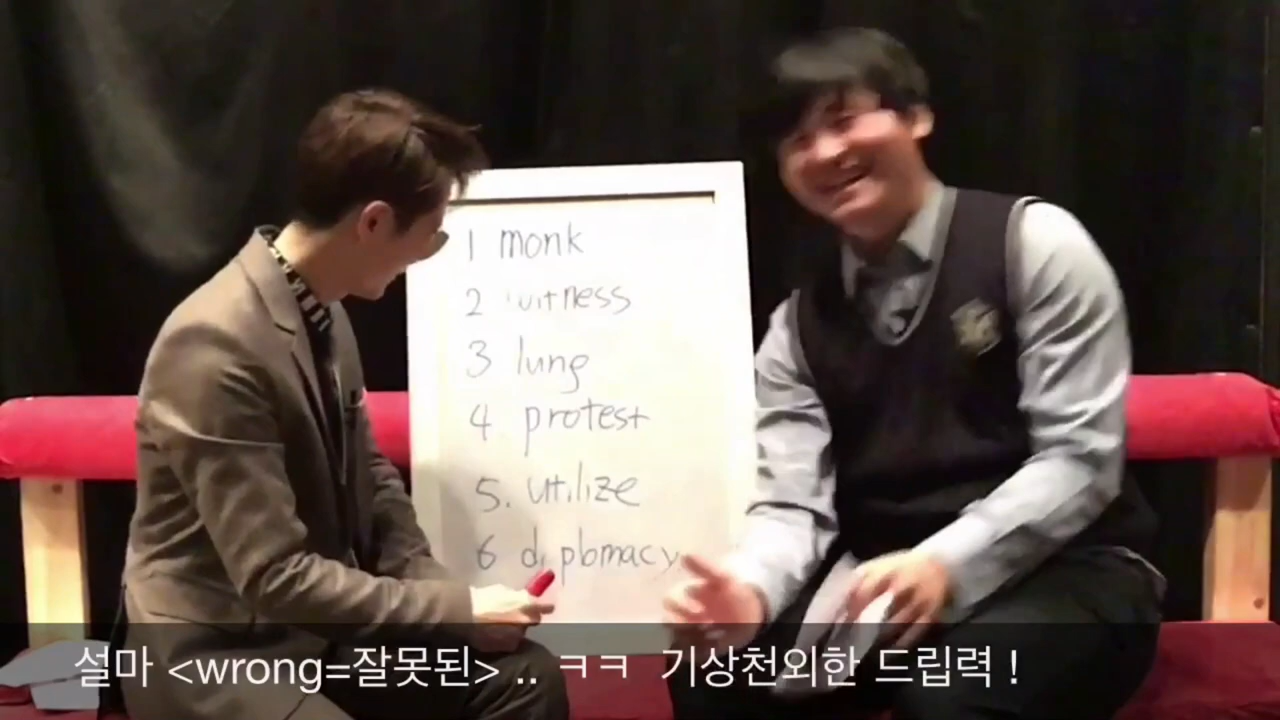 1 monk
2 witness
3 lung
4. protest
5. utilize
6 diplomacy
설마 <wrong=잘못된> .. ㅋㅋ 기상천외한 드립력 !